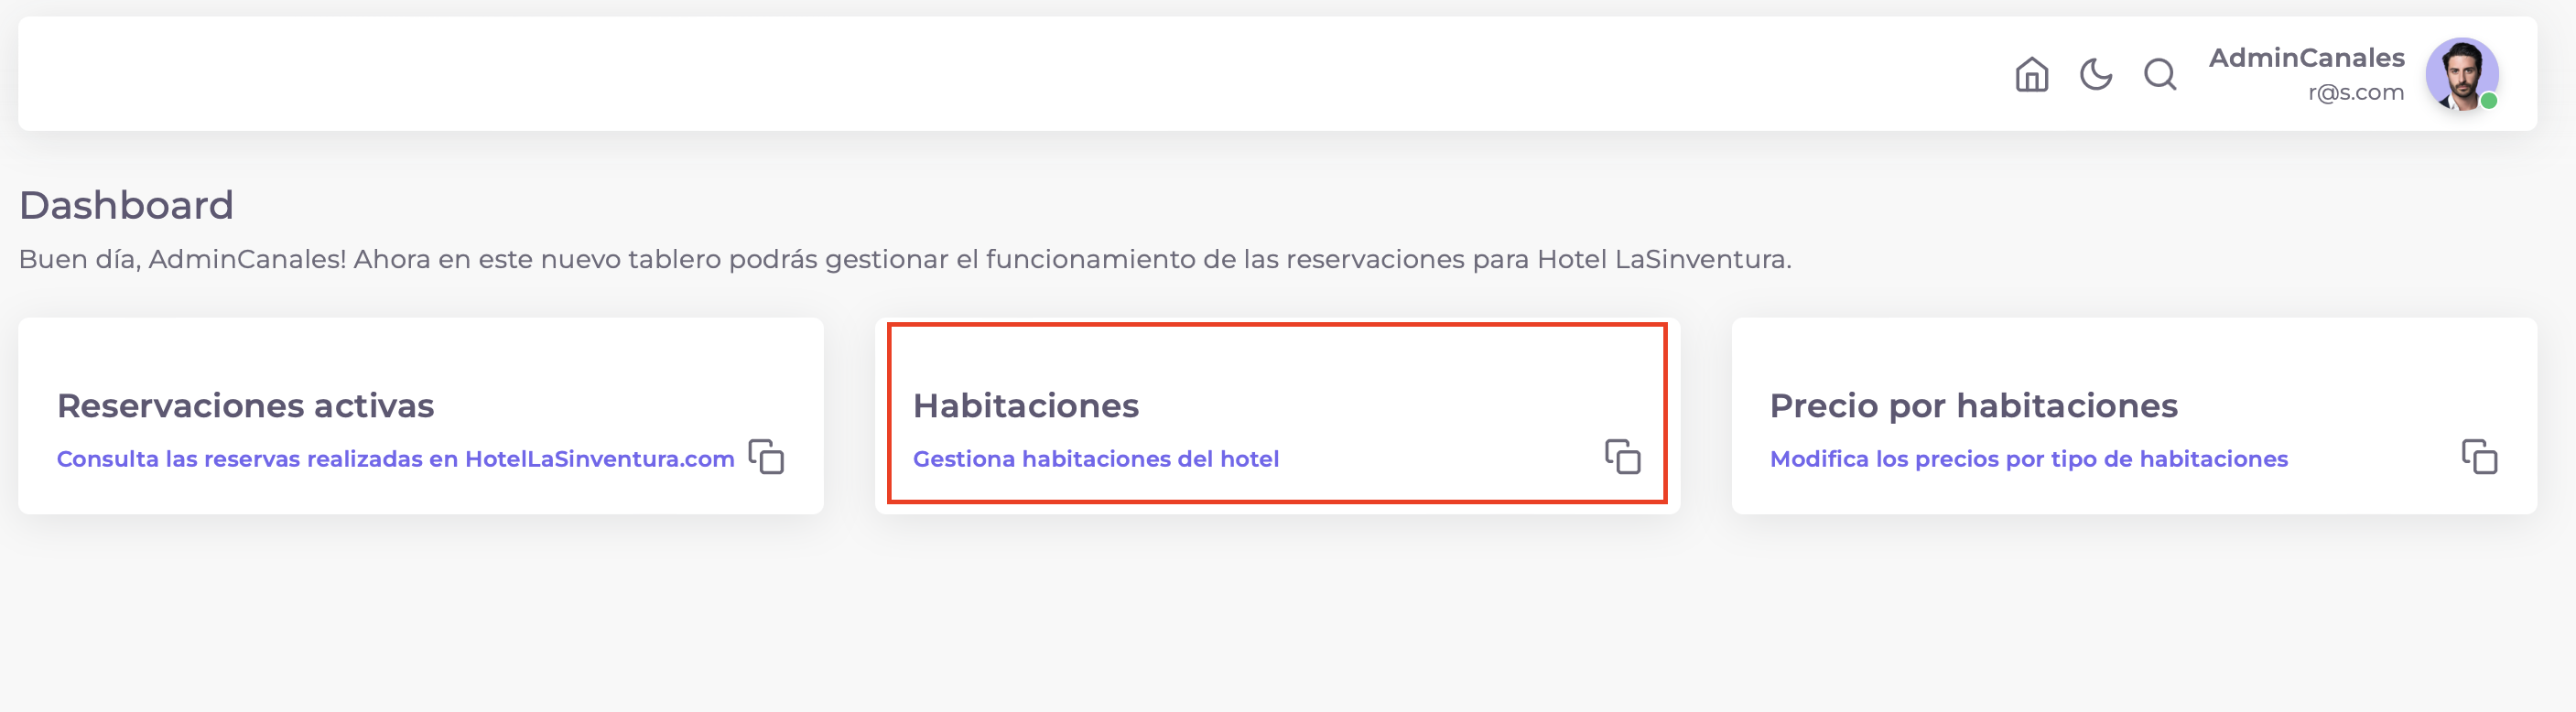 AdminCanales
r@s.com
Dashboard
Buen día, AdminCanales! Ahora en este nuevo tablero podrás gestionar el funcionamiento de las reservaciones para Hotel LaSinventura.
Reservaciones activas
Consulta las reservas realizadas en HotelLaSinventura.com
Habitaciones
Gestiona habitaciones del hotel
Precio por habitaciones
Modifica los precios por tipo de habitaciones